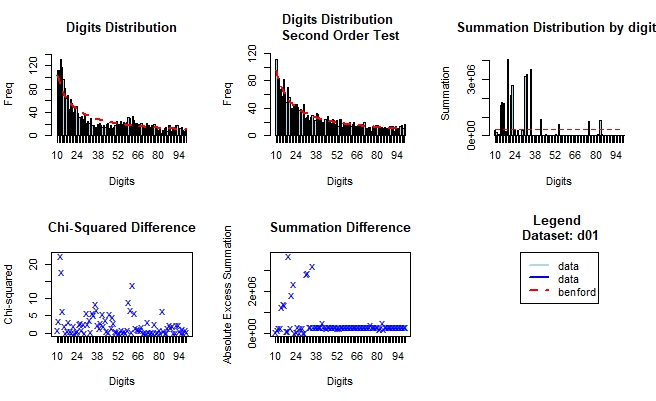 Digits Distribution
Freq
0 40 80 120
10 24 38 52 66 80 94
Digits
Digits Distribution
Second Order Test
Freq
0 40 80 120
10 24 38 52 66 80 94
Digits
Summation Distribution by digit
Summation
0e+00 3e+06
10 24 38 52 66 80 94
Digits
Chi-Squared Difference
Chi-squared
0 5 10 20
10 24 38 52 66 80 94
Digits
Summation Difference
Absolute Excess Summation
0e+00 2e+06
10 24 38 52 66 80 94
Digits
Legend
Dataset: d01
data
data
benford